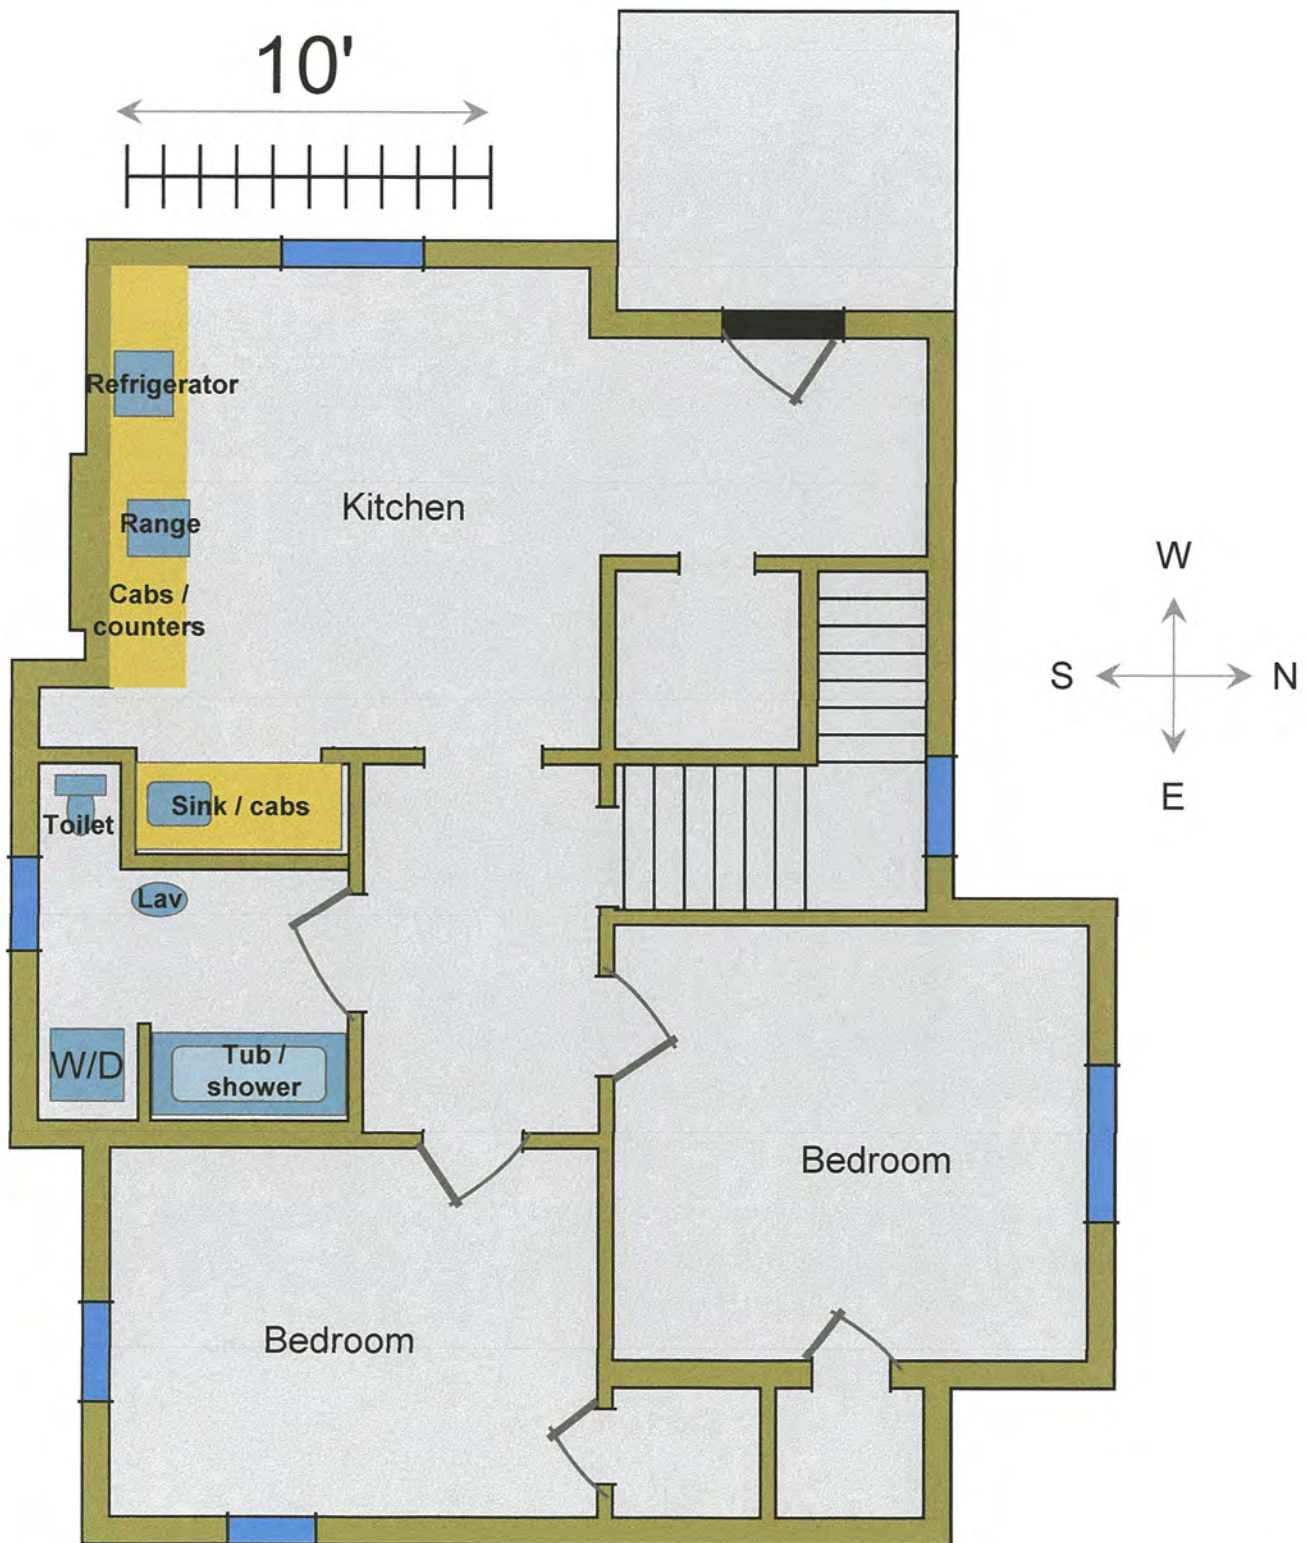 10'
Refrigerator
Range
Kitchen
Cabs /
counters
W
S
N
E
Sink / cabs
Toilet
Lav
W/D
Tub /
shower
Bedroom
Bedroom